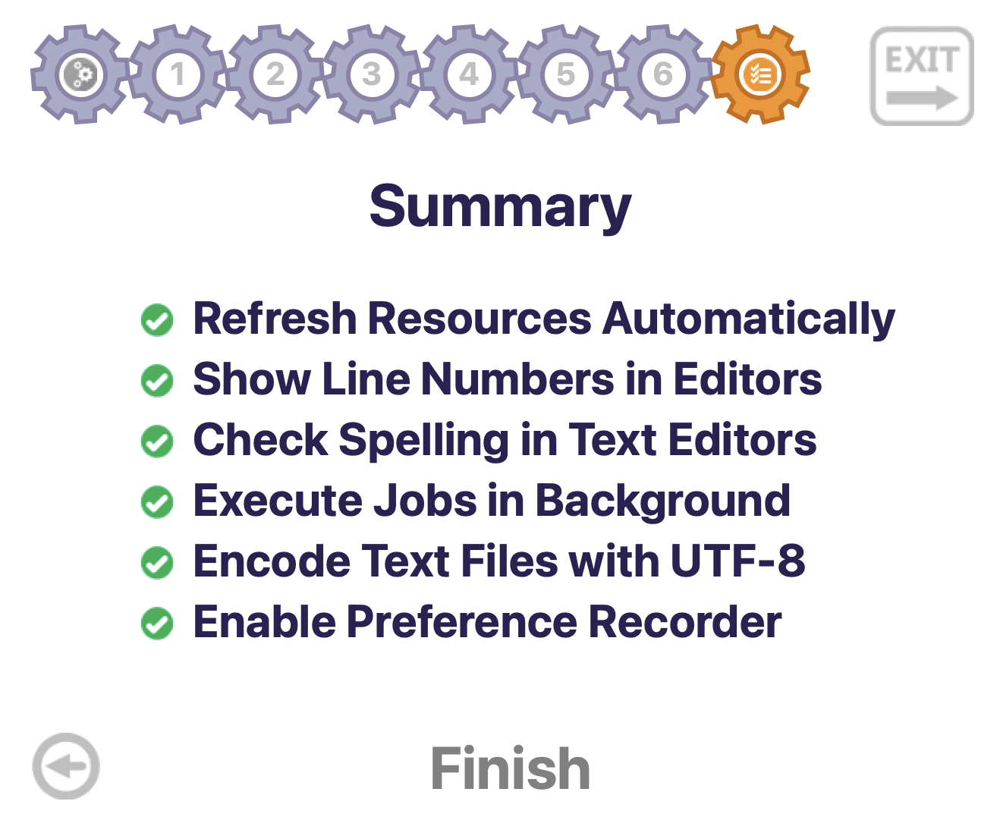 1 2 3 4 5 6
EXIT
Summary
Refresh Resources Automatically
Show Line Numbers in Editors
Check Spelling in Text Editors
Execute Jobs in Background
Encode Text Files with UTF-8
Enable Preference Recorder
Finish